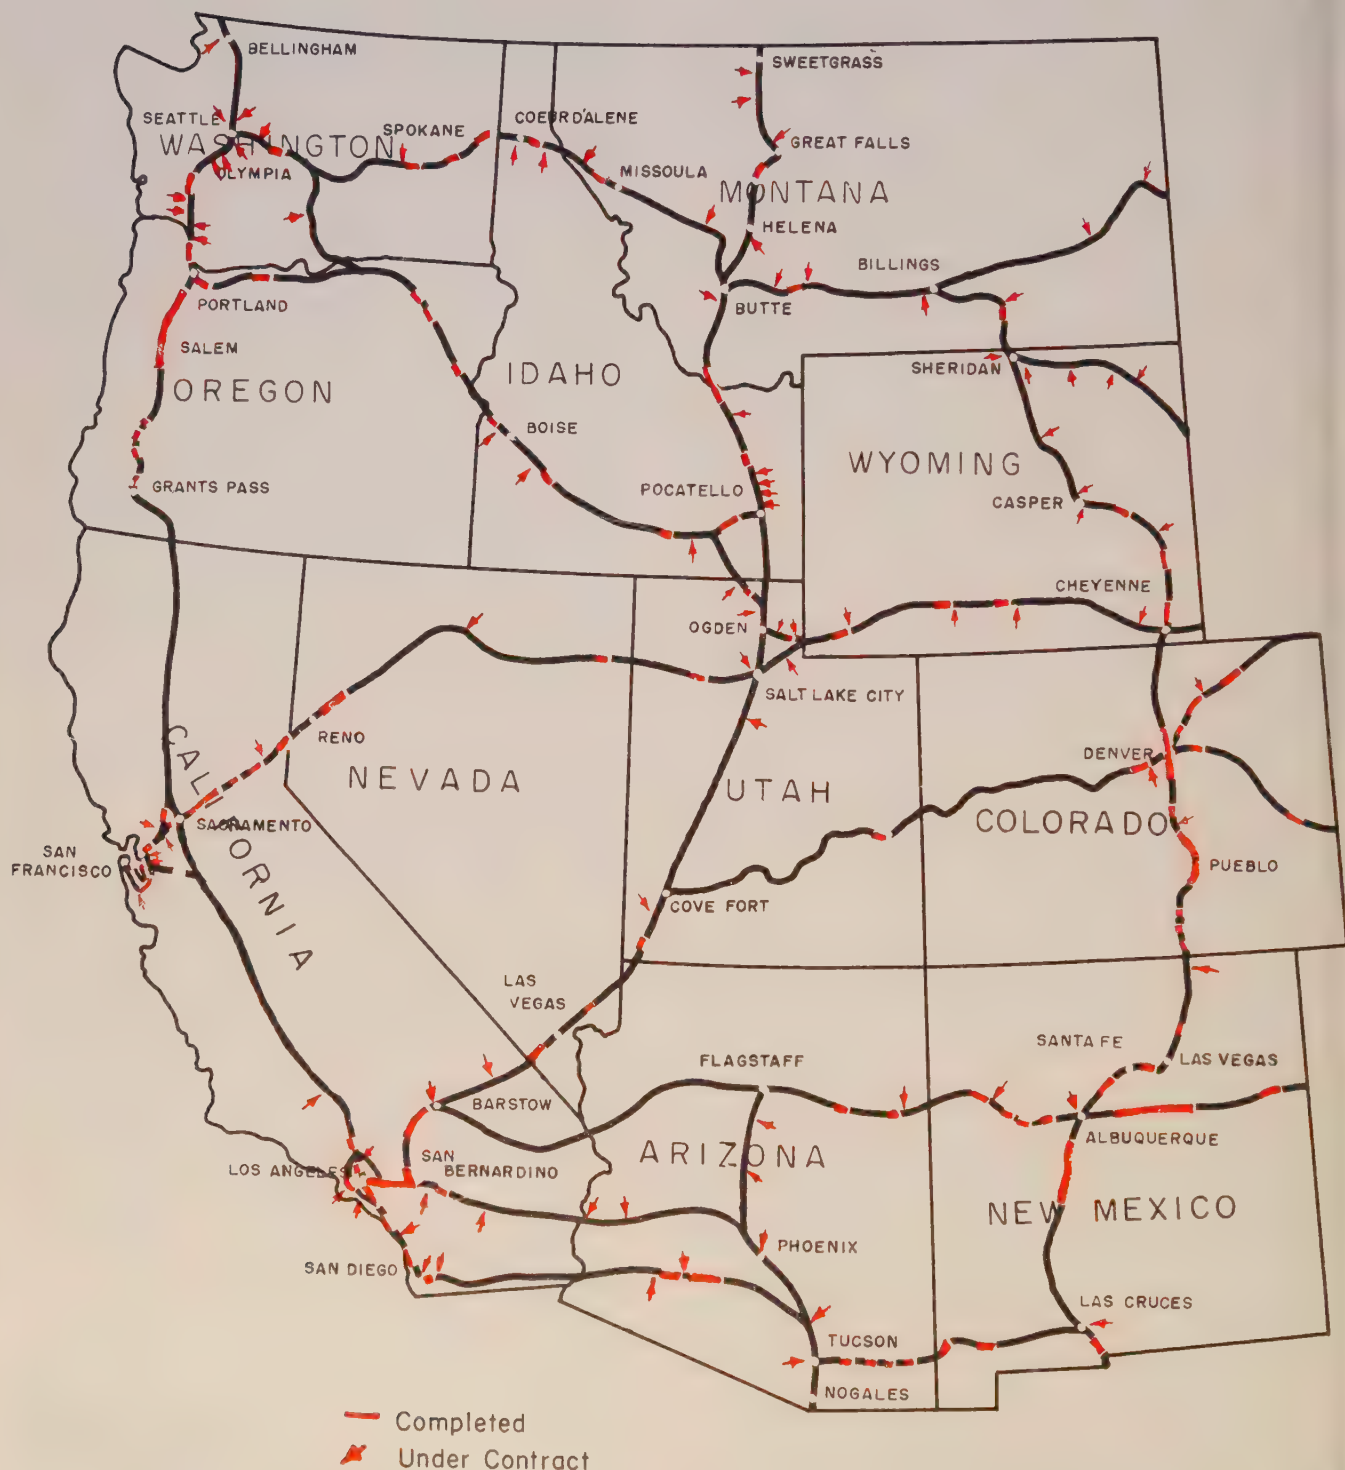 BELLINGHAM
SWEETGRASS
SEATTLE
SPOKANE
COEUR D'ALENE
WASHINGTON
GREAT FALLS
OLYMPIA
MISSOULA
MONTANA
HELENA
BILLINGS
PORTLAND
BUTTE
SALEM
SHERIDAN
IDAHO
OREGON
BOISE
WYOMING
GRANTS PASS
POCATELLO
CASPER
CHEYENNE
OGDEN
SALT LAKE CITY
RENO
DENVER
NEVADA
UTAH
CALIFORNIA
SACRAMENTO
COLORADO
SAN
FRANCISCO
PUEBLO
COVE FORT
LAS
VEGAS
SANTA FE
FLAGSTAFF
LAS VEGAS
BARSTOW
ALBUQUERQUE
ARIZONA
SAN
BERNARDINO
LOS ANGELES
NEW MEXICO
PHOENIX
SAN DIEGO
LAS CRUCES
TUCSON
NOGALES
Completed
Under Contract